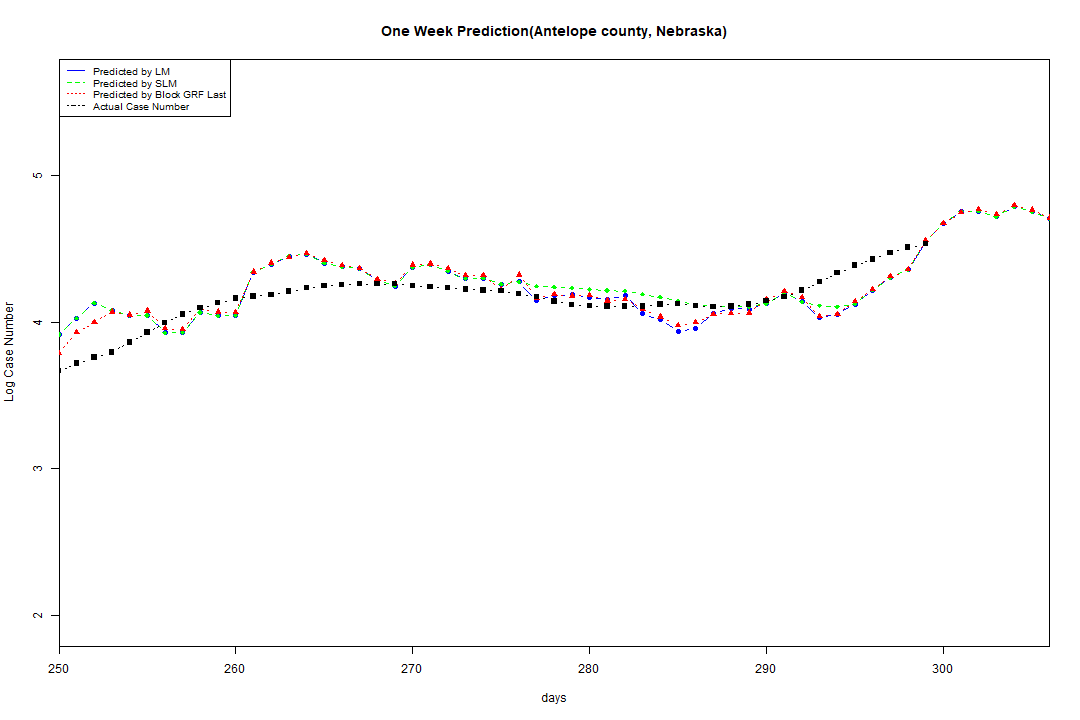 One Week Prediction(Antelope county, Nebraska)
Predicted by LM
Predicted by SLM
Predicted by Block GRF Last
Actual Case Number
5
4
3
2
Log Case Number
250 260 270 280 290 300
days